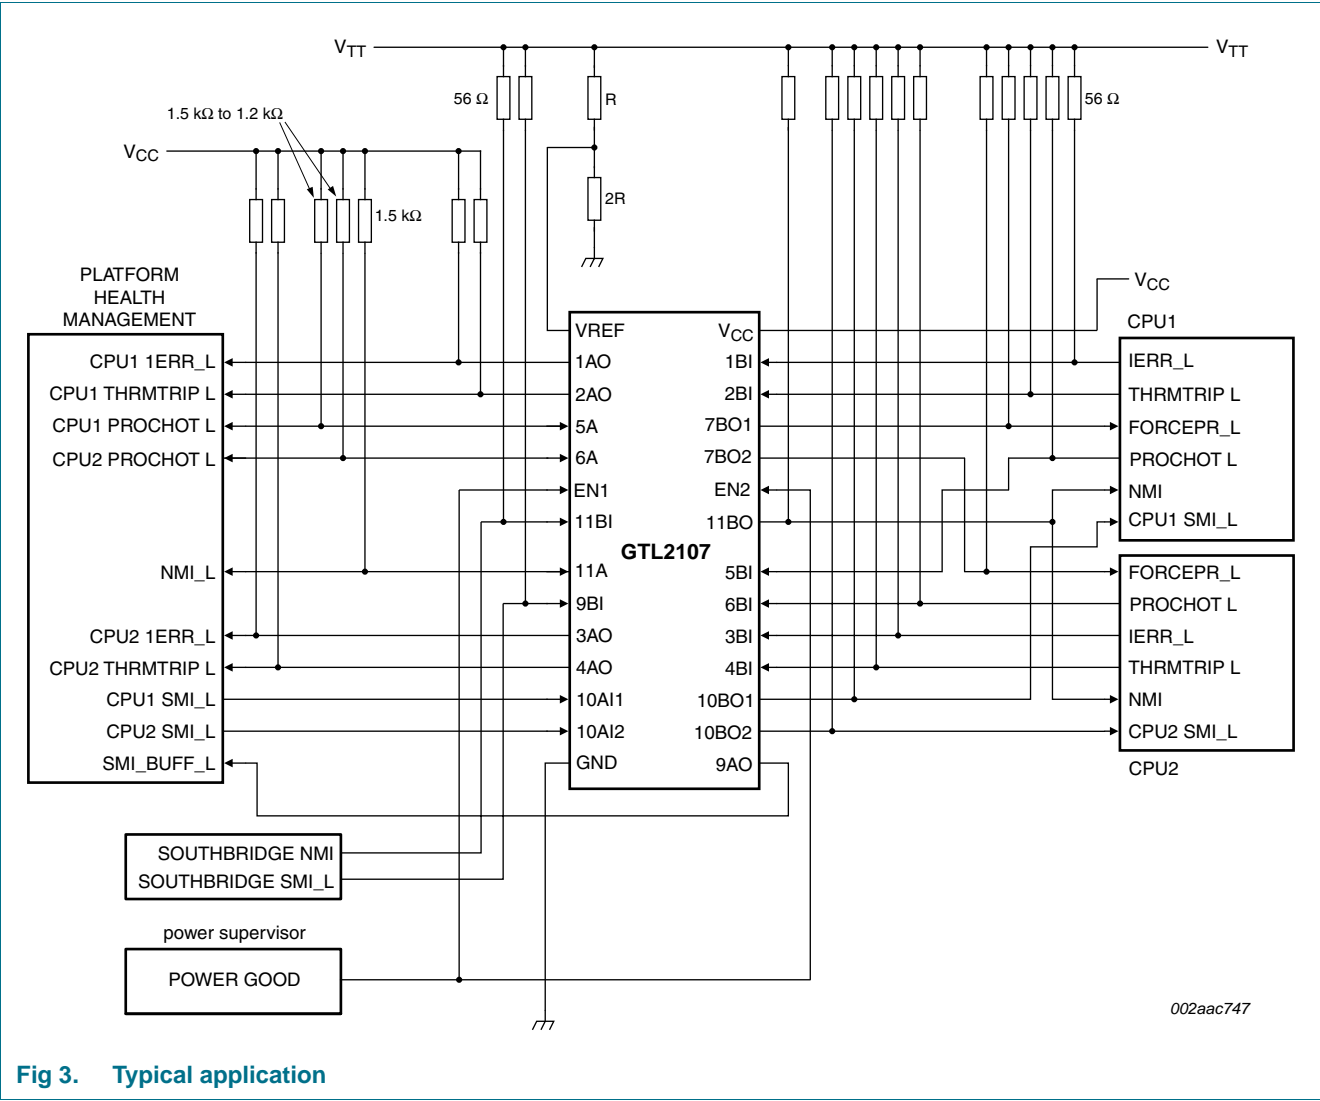 VTT
VTT
56 Ω
R
56 Ω
1.5 kΩ to 1.2 kΩ
VCC
2R
1.5 kΩ
PLATFORM
HEALTH
MANAGEMENT
CPU1 1ERR_L
CPU1 THRMTRIP L
CPU1 PROCHOT L
CPU2 PROCHOT L
NMI_L
CPU2 1ERR_L
CPU2 THRMTRIP L
CPU1 SMI_L
CPU2 SMI_L
SMI_BUFF_L
VREF
1AO
2AO
5A
6A
EN1
11BI
GTL2107
11A
9BI
3AO
4AO
10AI1
10AI2
GND
VCC
1BI
2BI
7BO1
7BO2
EN2
11BO
5BI
6BI
3BI
4BI
10BO1
10BO2
9AO
VCC
CPU1
IERR_L
THRMTRIP L
FORCEPR_L
PROCHOT L
NMI
CPU1 SMI_L
FORCEPR_L
PROCHOT L
IERR_L
THRMTRIP L
NMI
CPU2 SMI_L
CPU2
SOUTHBRIDGE NMI
SOUTHBRIDGE SMI_L
power supervisor
POWER GOOD
002aac747
Fig 3. Typical application